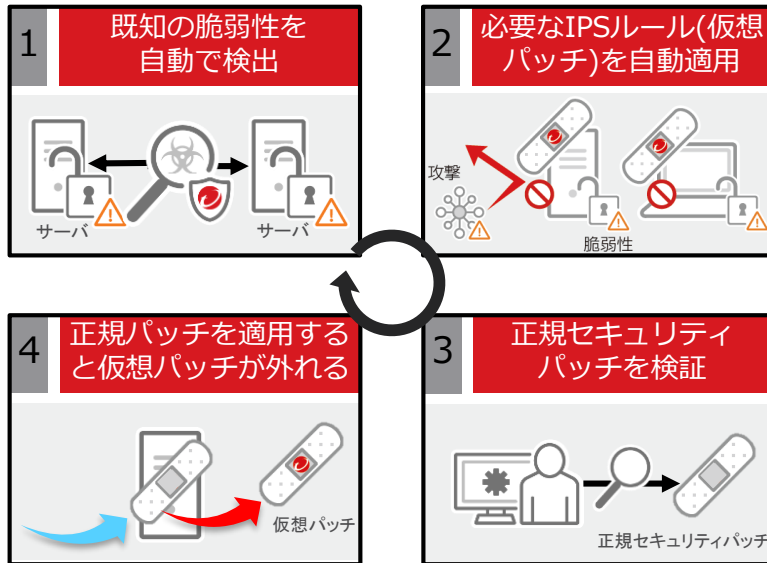 1
既知の脆弱性を
自動で検出
サーバ
サーバ
2
必要なIPSルール(仮想
パッチ)を自動適用
攻撃
脆弱性
3
正規セキュリティ
パッチを検証
正規セキュリティパッチ
4
正規パッチを適用する
と仮想パッチが外れる
仮想パッチ